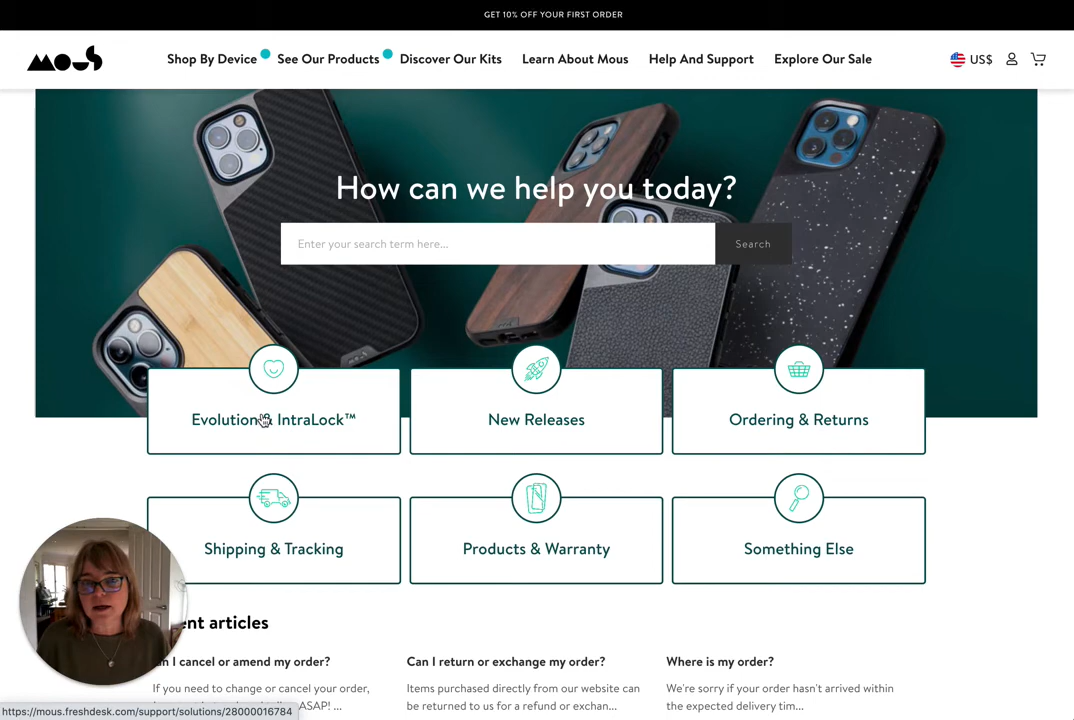 GET 10% OFF YOUR FIRST ORDER
mous
Shop By Device
See Our Products
Discover Our Kits
Learn About Mous
Help And Support
Explore Our Sale
US$
How can we help you today?
Enter your search term here...
Search
Evolution & IntraLock™
New Releases
Ordering & Returns
Shipping & Tracking
Products & Warranty
Something Else
articles
I cancel or amend my order?
Can I return or exchange my order?
Where is my order?
If you need to change or cancel your order,
Items purchased directly from our website can
We're sorry if your order hasn't arrived within
ASAP! ...
be returned to us for a refund or exchan...
the expected delivery tim...
https://mous.freshdesk.com/support/solutions/28000016784